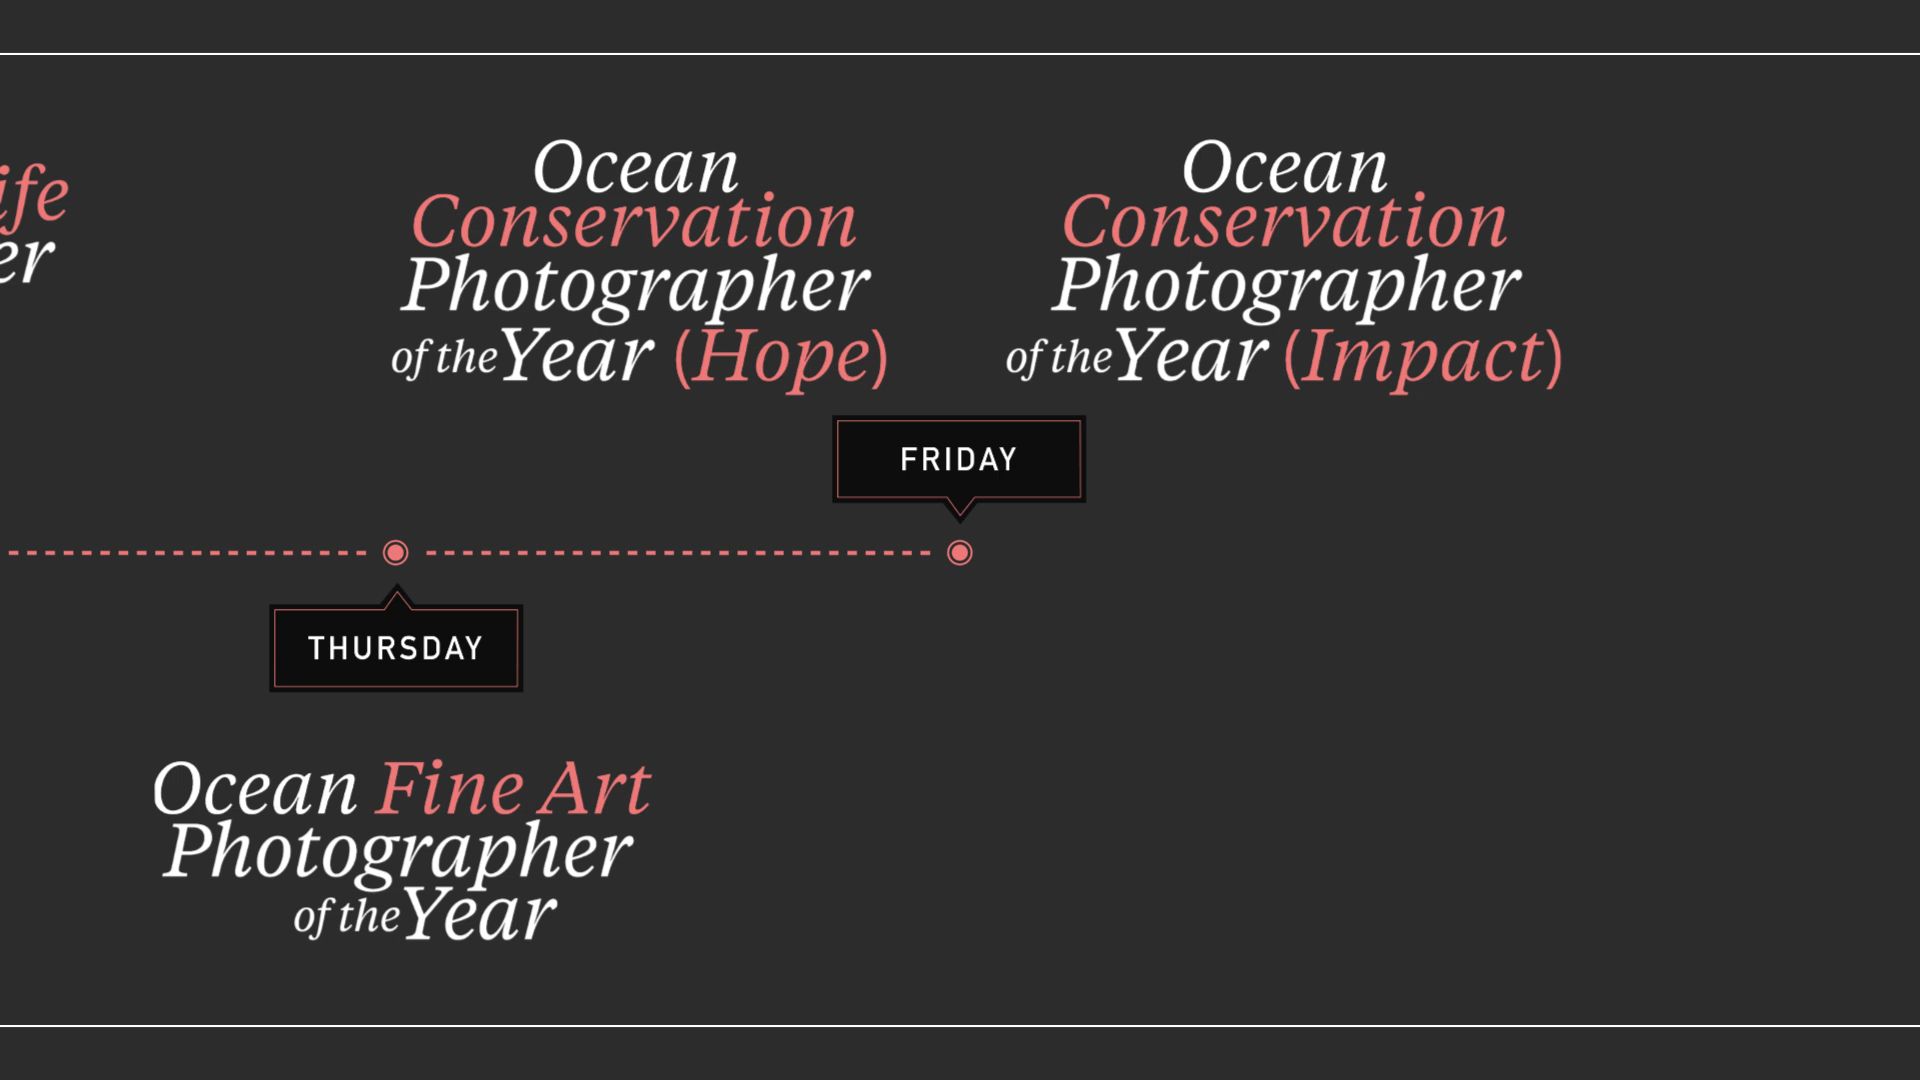 Ocean
Conservation
Photographer
of the Year (Hope)
Ocean
Conservation
Photographer
of the Year (Impact)
FRIDAY
THURSDAY
Ocean Fine Art
Photographer
of the Year